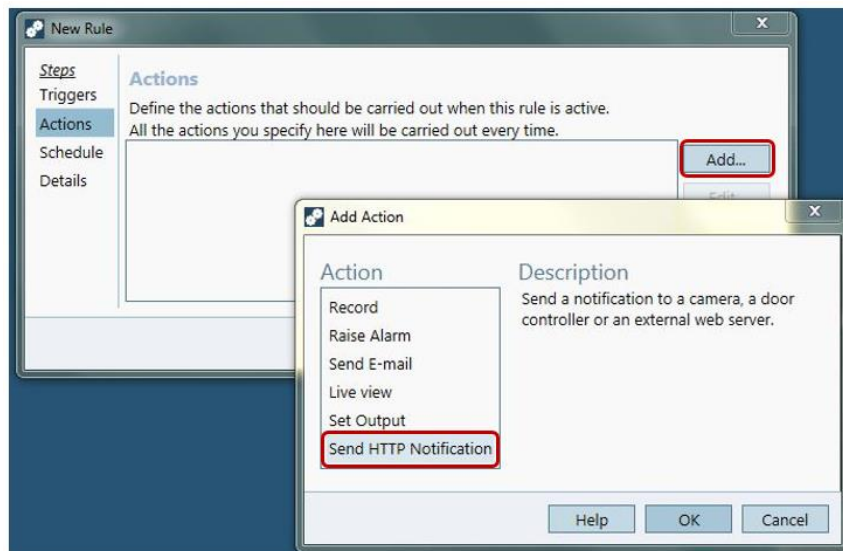 New Rule
X
Steps
Triggers
Actions
Schedule
Details
Actions
Define the actions that should be carried out when this rule is active.
All the actions you specify here will be carried out every time.
Add...
Add Action
X
Action
Record
Raise Alarm
Send E-mail
Live view
Set Output
Send HTTP Notification
Description
Send a notification to a camera, a door
controller or an external web server.
Help
OK
Cancel